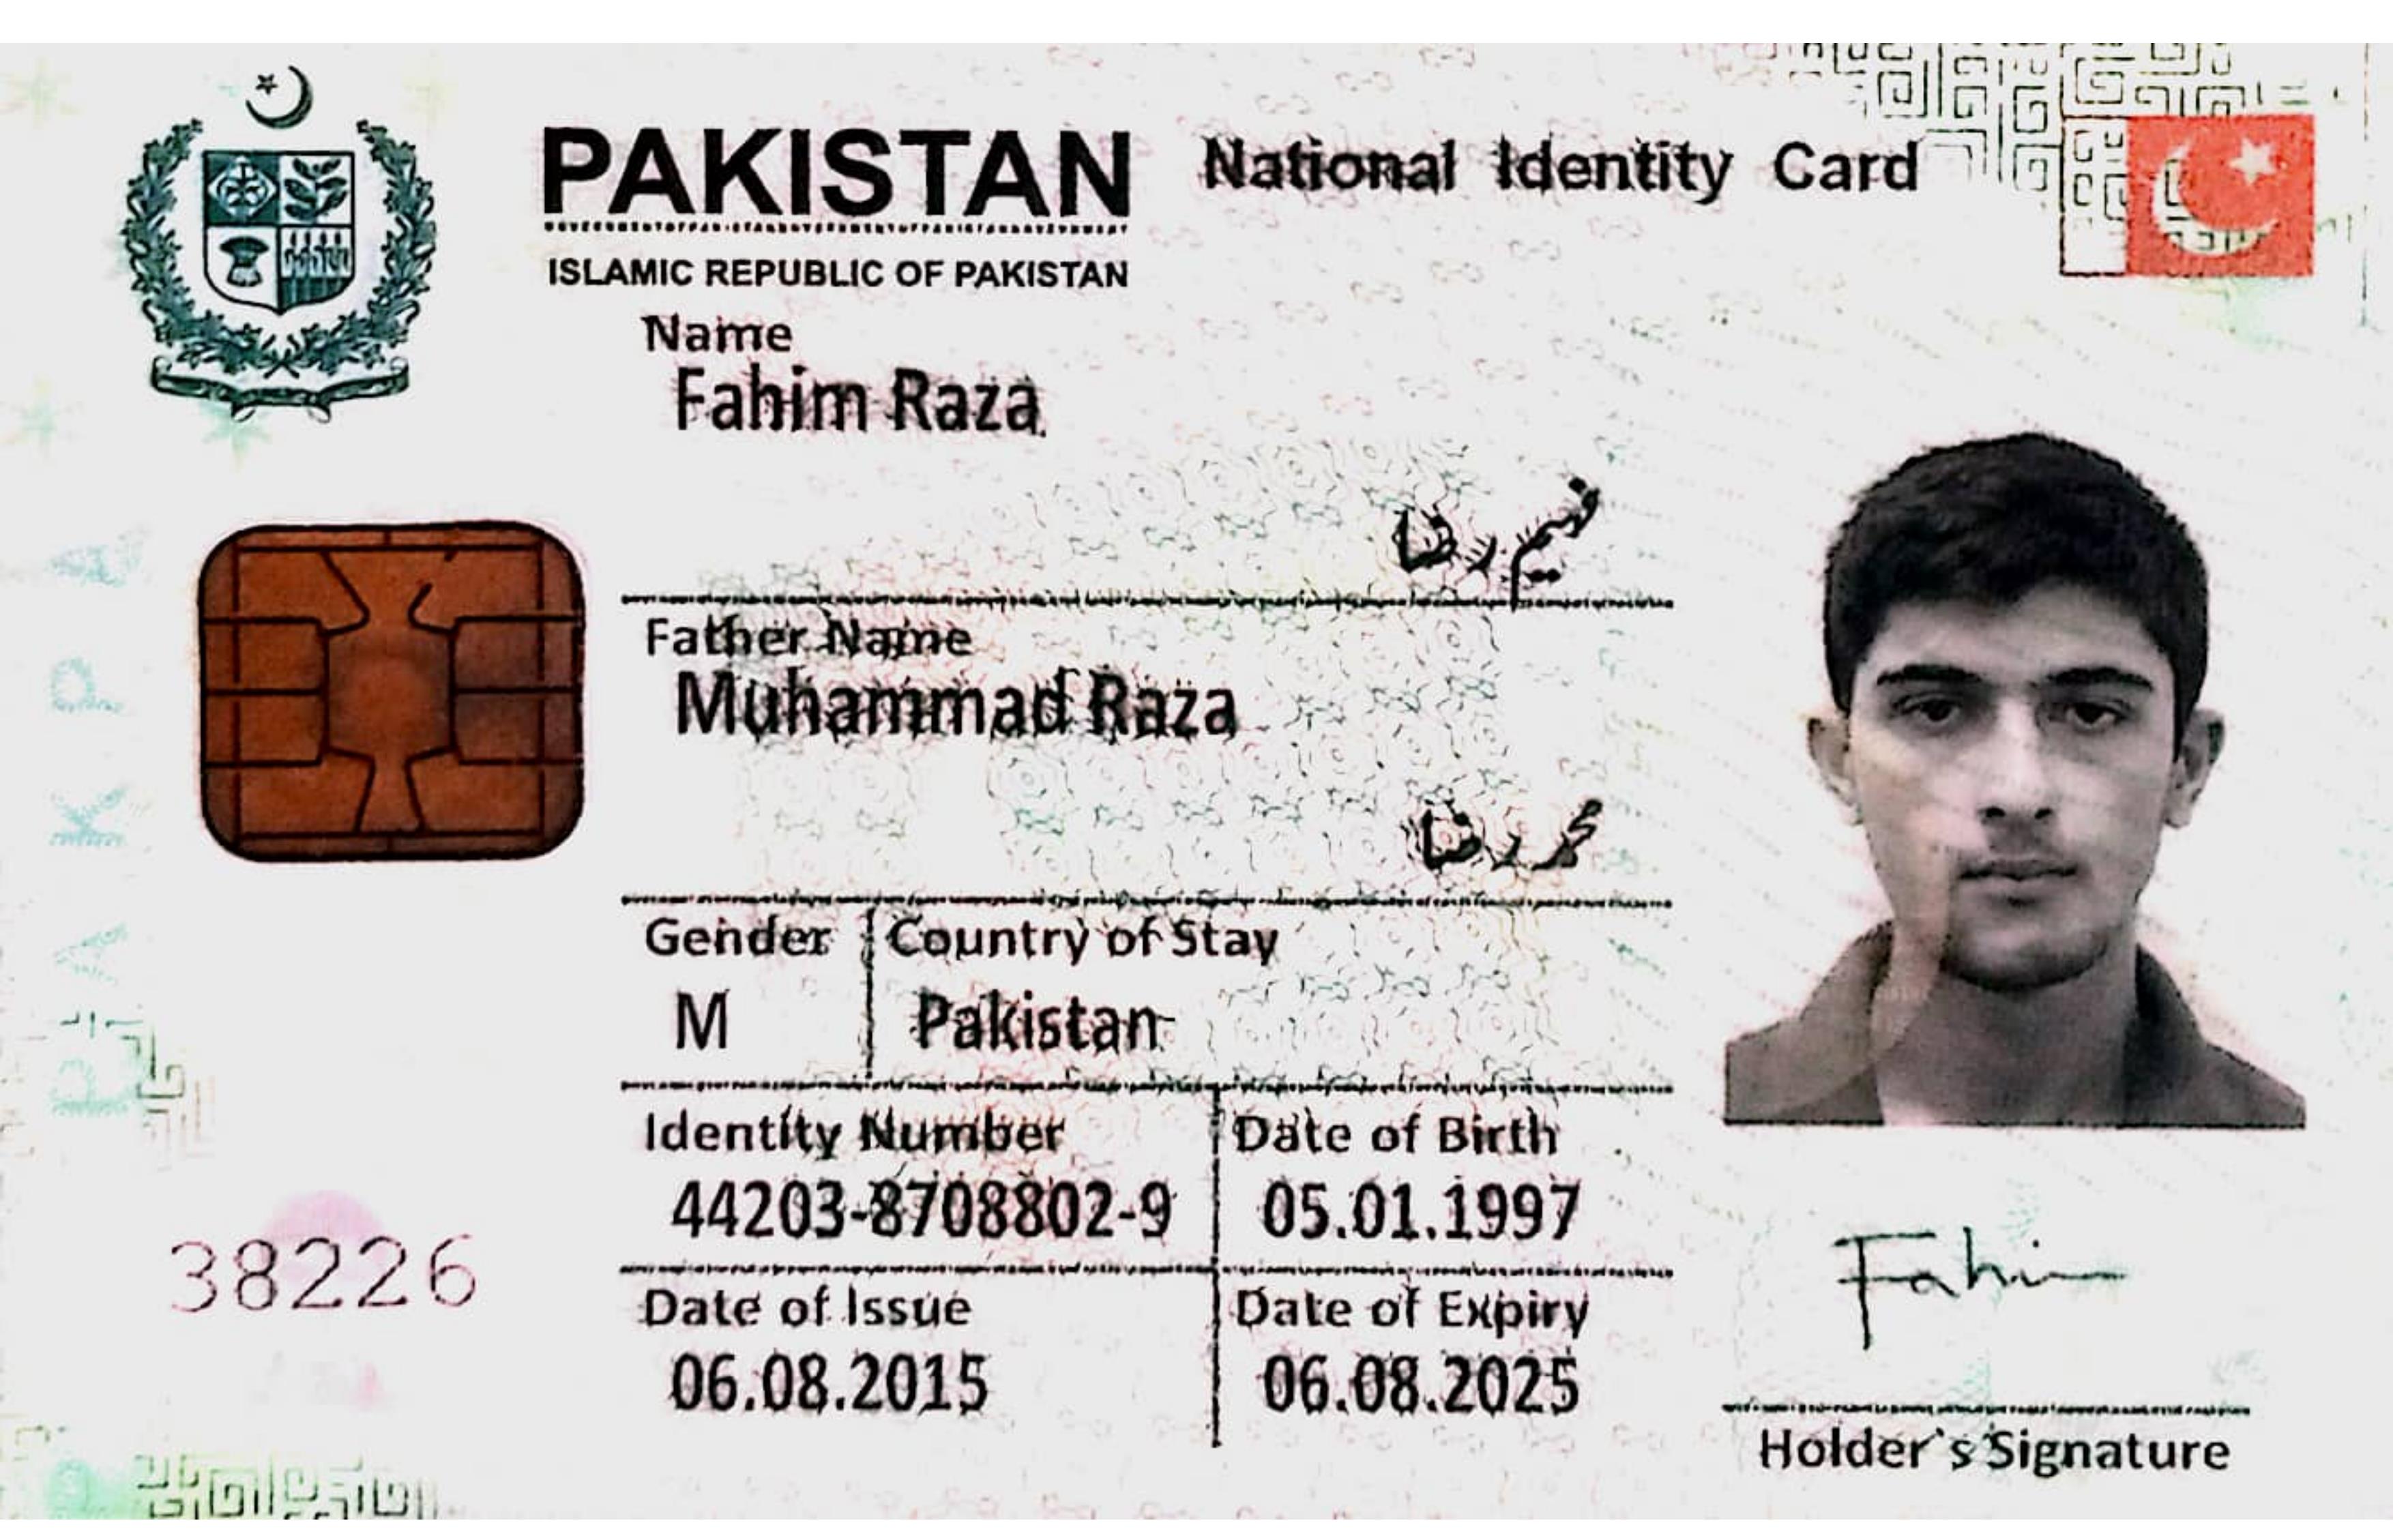 PAKISTAN National Identity Card
ISLAMIC REPUBLIC OF PAKISTAN
Name
Fahim Raza
فہیم رضا
Father Name
Muhammad Raza
محمد رضا
Gender Country of Stay
M Pakistan
Identity Number Date of Birth
44203-8708802-9 05.01.1997
38226
Date of Issue Date of Expiry
06.08.2015 06.08.2025
Fahim
Holder's Signature